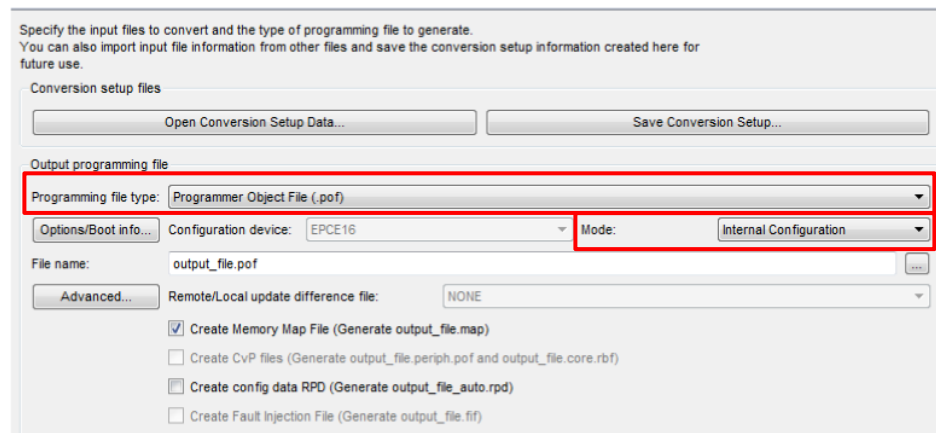 Specify the input files to convert and the type of programming file to generate.
You can also import input file information from other files and save the conversion setup information created here for
future use.
Conversion setup files
Open Conversion Setup Data... Save Conversion Setup...
Output programming file
Programming file type: Programmer Object File (.pof)
Options/Boot info... Configuration device: EPCE16 Mode: Internal Configuration
File name: output_file.pof ...
Advanced... Remote/Local update difference file: NONE
Create Memory Map File (Generate output_file.map)
Create CvP files (Generate output_file.periph.pof and output_file.core.rbf)
Create config data RPD (Generate output_file_auto.rpd)
Create Fault Injection File (Generate output_file.fif)